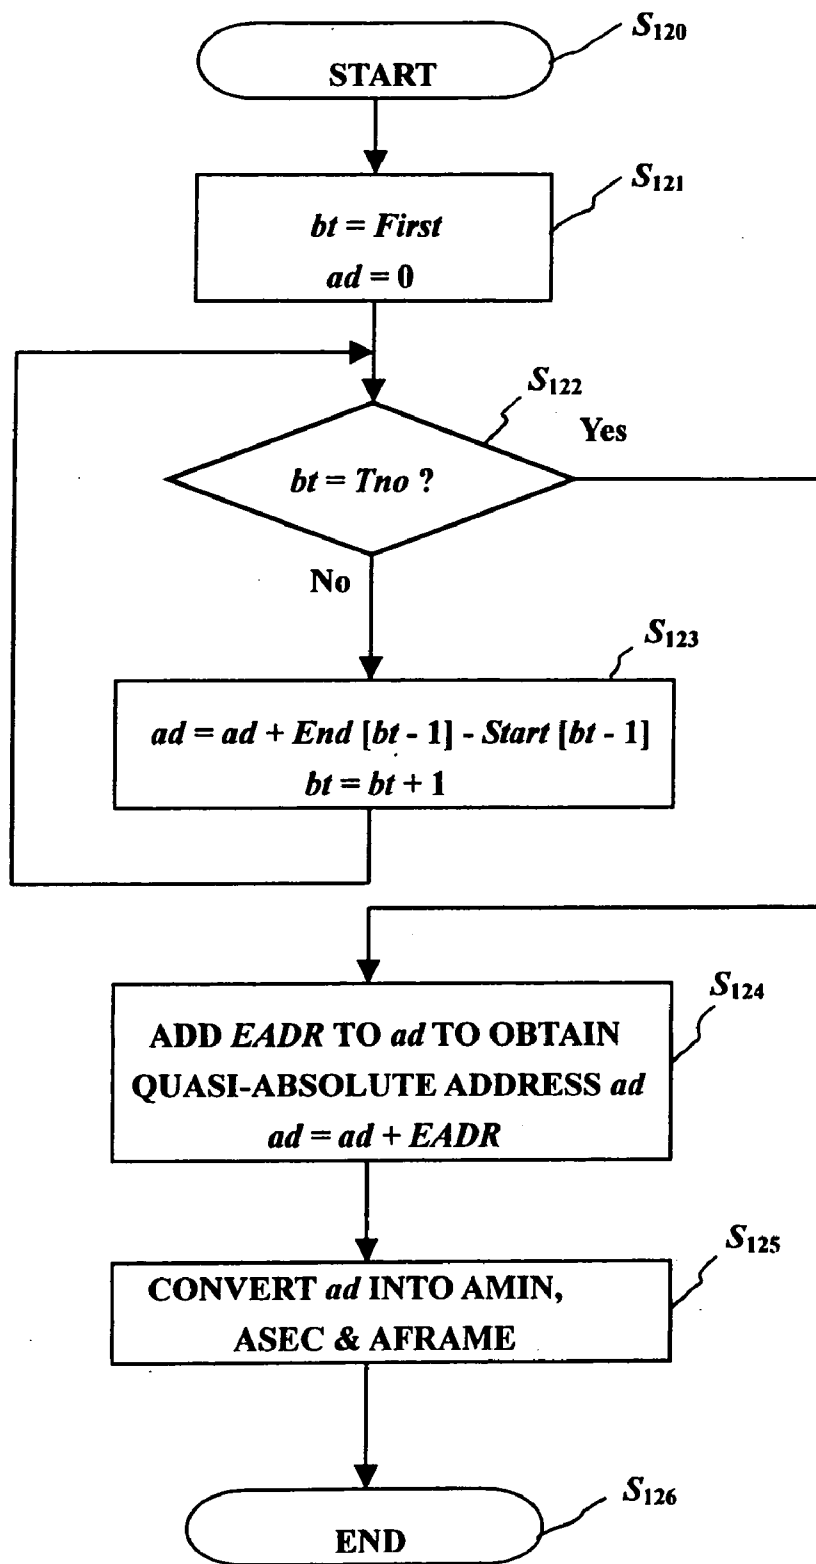 S120
START
S121
bt = First
ad = 0
S122
Yes
bt = Tno ?
No
S123
ad = ad + End [bt - 1] - Start [bt - 1]
bt = bt + 1
S124
ADD EADR TO ad TO OBTAIN
QUASI-ABSOLUTE ADDRESS ad
ad = ad + EADR
S125
CONVERT ad INTO AMIN,
ASEC & AFRAME
S126
END